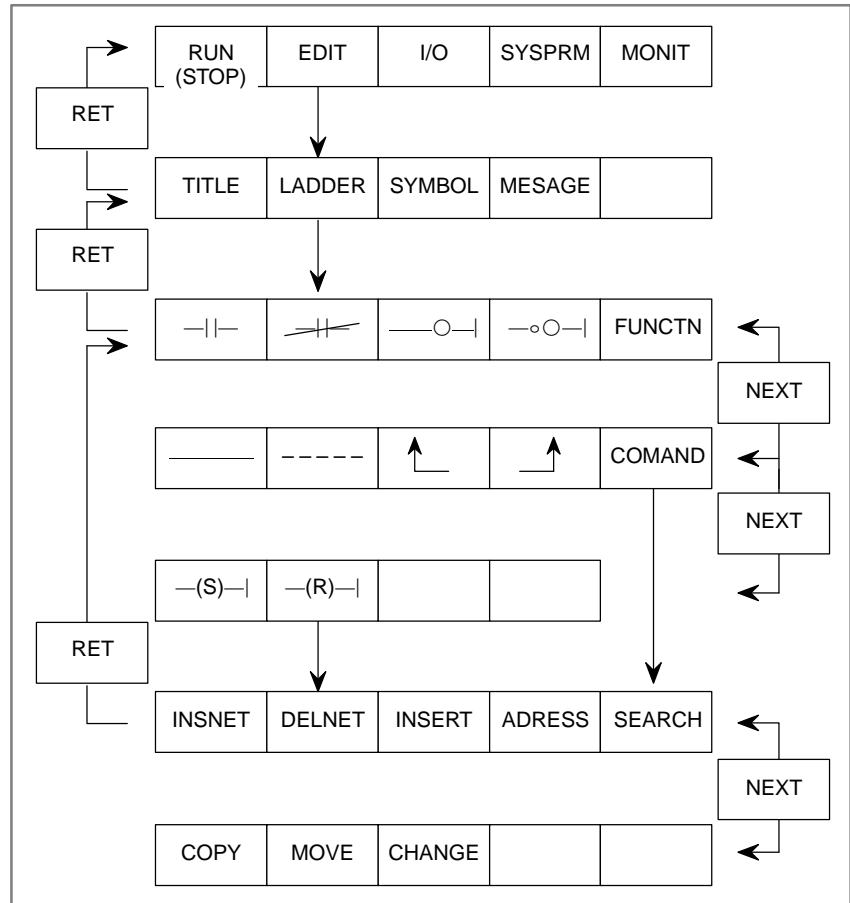 RUN (STOP) EDIT I/O SYSPRM MONIT
RET
TITLE LADDER SYMBOL MESAGE
RET
FUNCTN
NEXT
COMAND
NEXT
(S) (R)
RET
INSNET DELNET INSERT ADRESS SEARCH
NEXT
COPY MOVE CHANGE